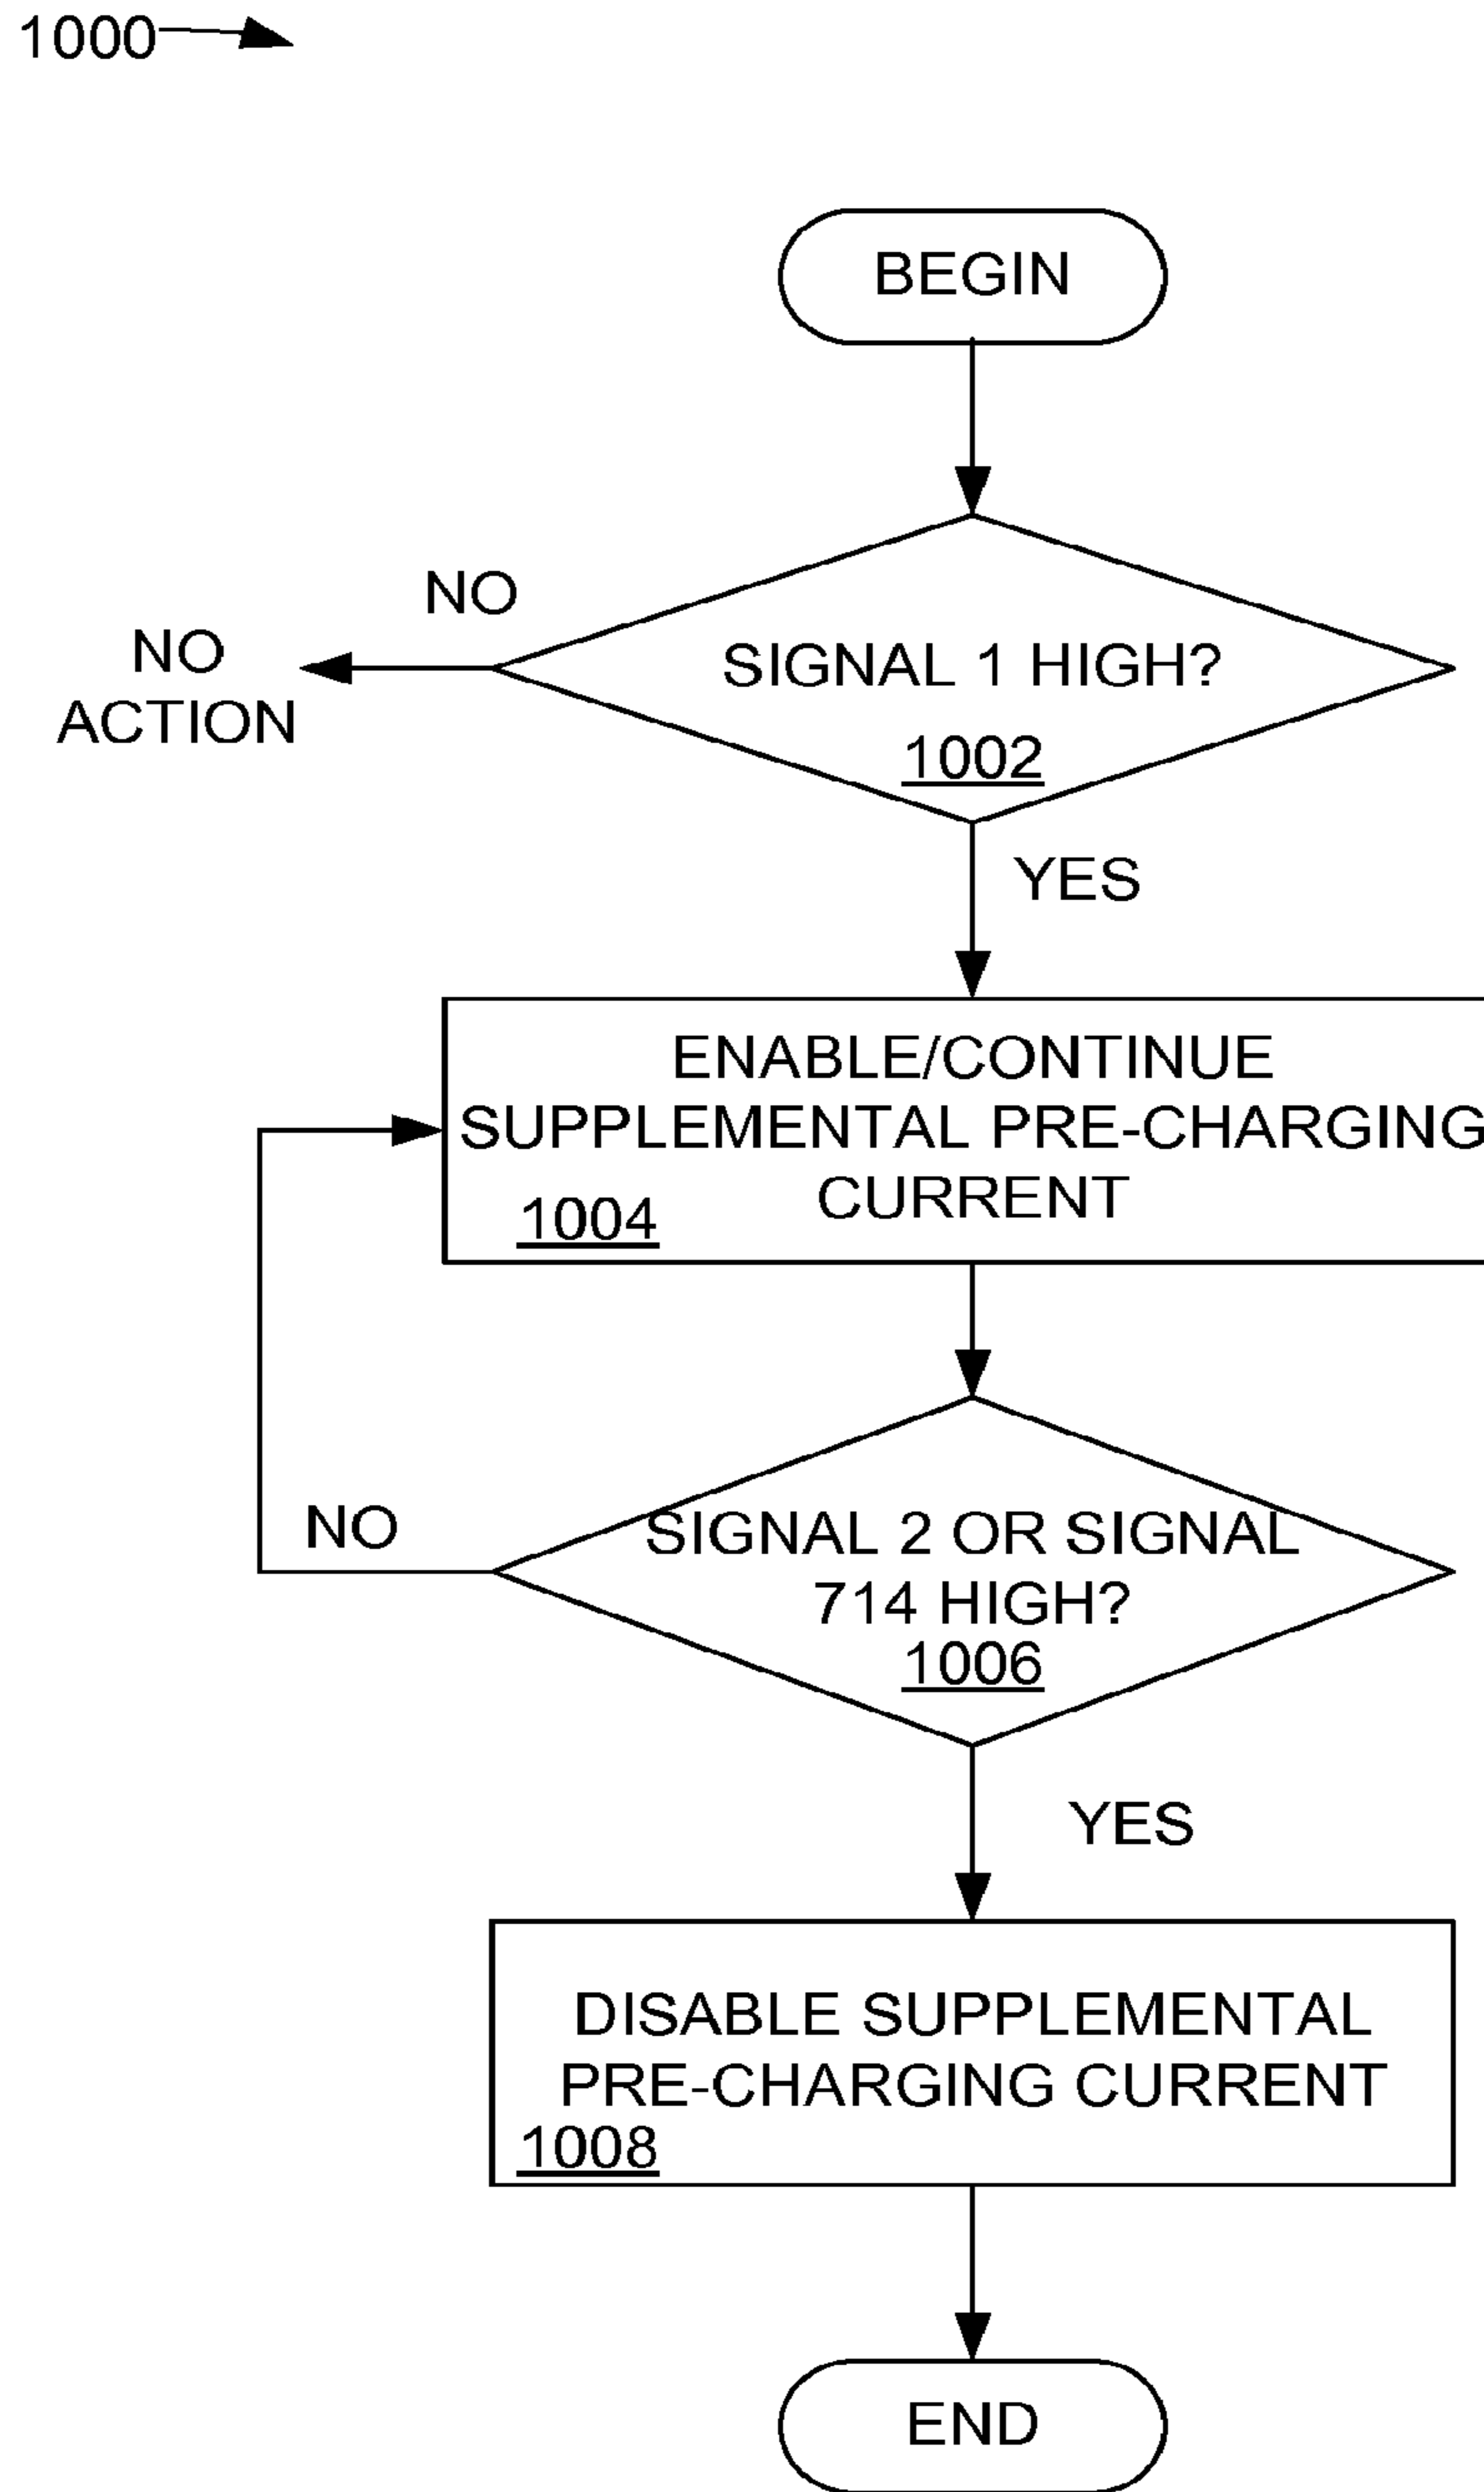 1000
BEGIN
NO
NO
ACTION
SIGNAL 1 HIGH?
1002
YES
ENABLE/CONTINUE
SUPPLEMENTAL PRE-CHARGING
CURRENT
1004
NO
SIGNAL 2 OR SIGNAL
714 HIGH?
1006
YES
DISABLE SUPPLEMENTAL
PRE-CHARGING CURRENT
1008
END